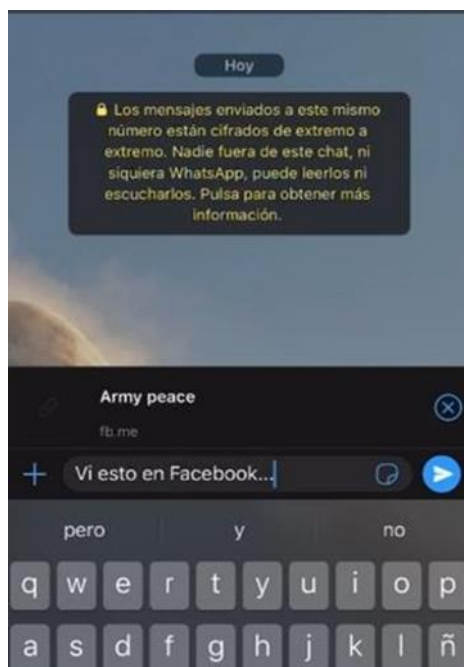 Hoy
🔒 Los mensajes enviados a este mismo
número están cifrados de extremo a
extremo. Nadie fuera de este chat, ni
siquiera WhatsApp, puede leerlos ni
escucharlos. Pulsa para obtener más
información.
Army peace
fb.me
Vi esto en Facebook...
pero y no
q w e r t y u i o p
a s d f g h j k l ñ